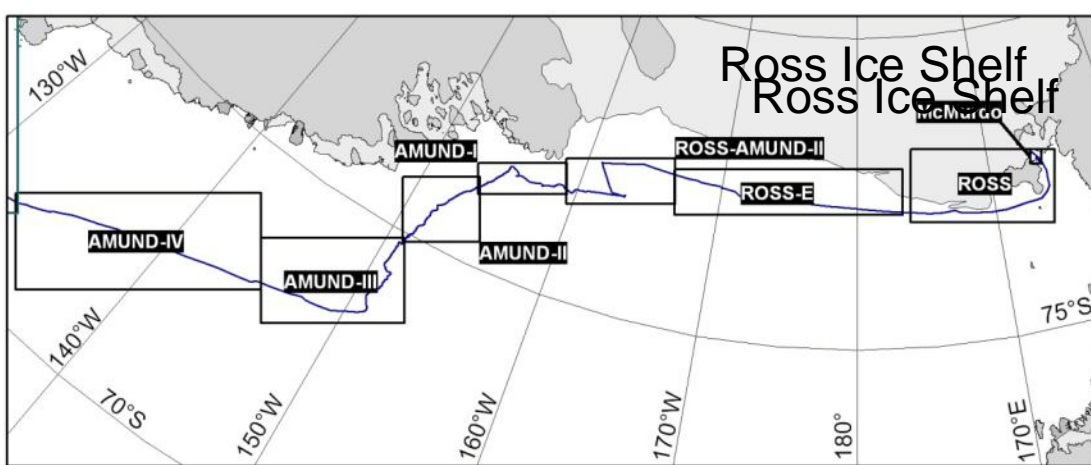 Ross Ice Shelf
Ross Ice Shelf
130°W
McMurdo
AMUND-I
ROSS-AMUND-II
ROSS
ROSS-E
AMUND-IV
AMUND-II
AMUND-III
75°S
140°W
70°S
150°W
160°W
170°W
180°
170°E